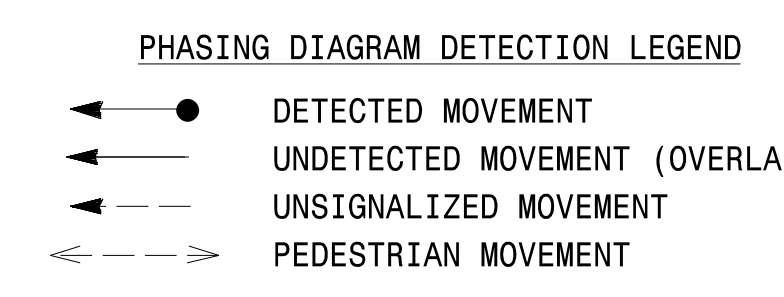 PHASING DIAGRAM DETECTION LEGEND
DETECTED MOVEMENT
UNDETECTED MOVEMENT (OVERLA
UNSIGNALIZED MOVEMENT
PEDESTRIAN MOVEMENT